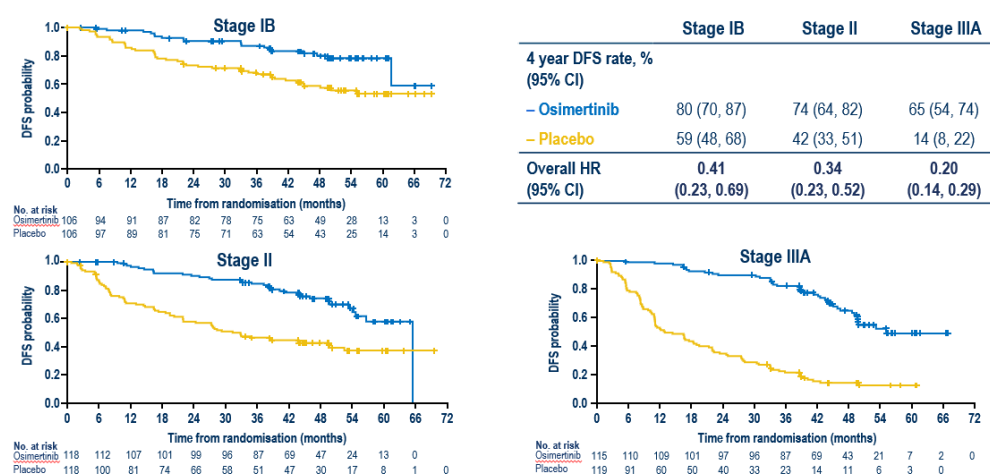 Stage IB
1.0
0.8
0.6
0.4
0.2
0.0
DFS probability
0 6 12 18 24 30 36 42 48 54 60 66 72
Time from randomisation (months)
No. at risk
Osimertinib 106 94 91 87 82 78 75 63 49 28 13 3 0
Placebo 106 97 89 81 75 71 63 54 43 25 14 3 0
Stage IB Stage II Stage IIIA
4 year DFS rate, %
(95% CI)
– Osimertinib 80 (70, 87) 74 (64, 82) 65 (54, 74)
– Placebo 59 (48, 68) 42 (33, 51) 14 (8, 22)
Overall HR 0.41 0.34 0.20
(95% CI) (0.23, 0.69) (0.23, 0.52) (0.14, 0.29)
Stage II
1.0
0.8
0.6
0.4
0.2
0.0
DFS probability
0 6 12 18 24 30 36 42 48 54 60 66 72
Time from randomisation (months)
No. at risk
Osimertinib 118 112 107 101 99 96 87 69 47 24 13 0
Placebo 118 100 81 74 66 58 51 47 30 17 8 1 0
Stage IIIA
1.0
0.8
0.6
0.4
0.2
0.0
DFS probability
0 6 12 18 24 30 36 42 48 54 60 66 72
Time from randomisation (months)
No. at risk
Osimertinib 115 110 109 101 97 96 87 69 43 21 7 2 0
Placebo 119 91 60 50 40 33 23 14 11 6 2 0